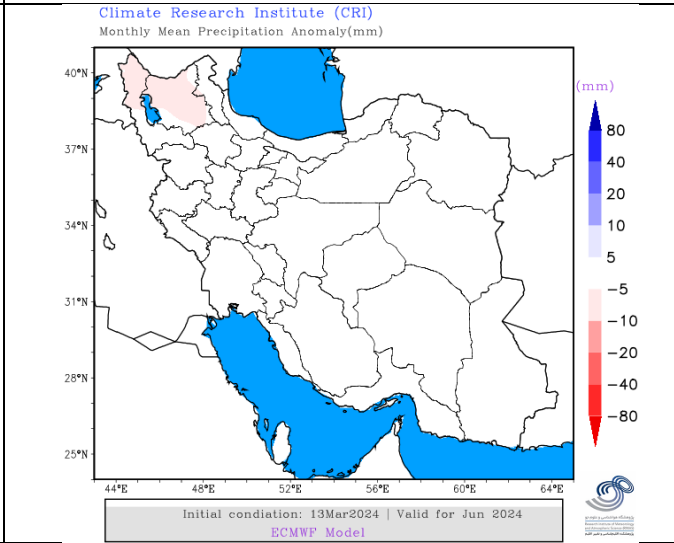 Climate Research Institute (CRI)
Monthly Mean Precipitation Anomaly(mm)
40°N
37°N
34°N
31°N
28°N
25°N
44°E 48°E 52°E 56°E 60°E 64°E
(mm)
80
40
20
10
5
−5
−10
−20
−40
−80
Initial condiation: 13Mar2024 | Valid for Jun 2024
ECMWF Model